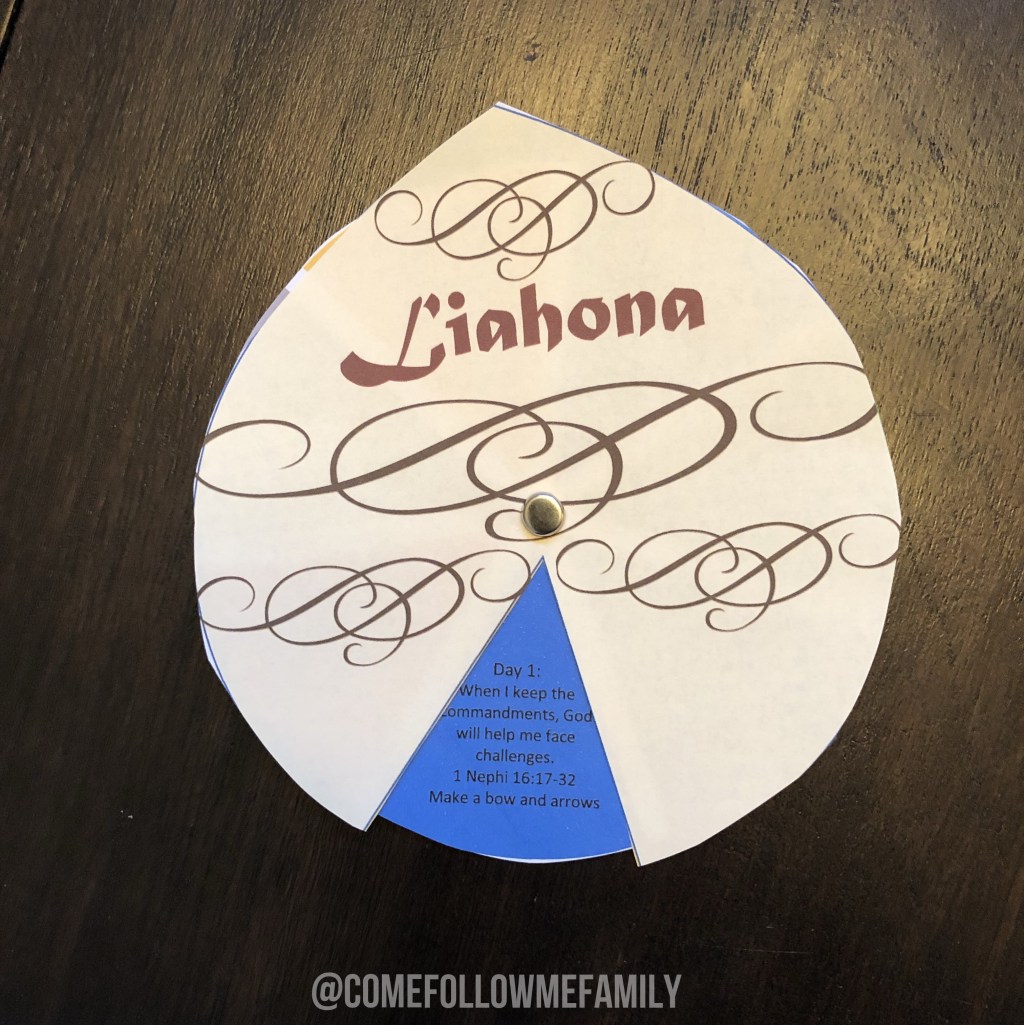 Liahona
Day 1:
When I keep the
commandments, God
will help me face
challenges.
1 Nephi 16:17-32
Make a bow and arrows
@COMEFOLLOWMEFAMILY